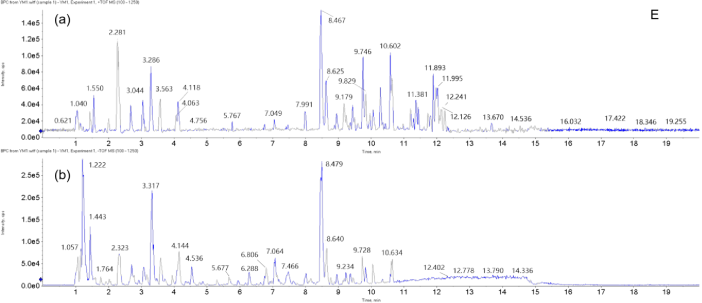 BPC from YM1.wiff (sample 1) - YM1, Experiment 1, +TOF MS (100 - 1250)
(a)
E
Intensity, cps
1.4e5
1.2e5
1.0e5
8.0e4
6.0e4
4.0e4
2.0e4
0.0
0.621
1.040
1.550
2.281
3.044
3.286
3.563
4.118
4.063
4.756
5.767
7.049
7.991
8.467
8.625
9.179
9.746
9.829
10.602
11.381
11.893
11.995
12.241
12.126
13.670
14.536
16.032
17.422
18.346
19.255
1 2 3 4 5 6 7 8 9 10 11 12 13 14 15 16 17 18 19
Time, min
BPC from YM1.wiff (sample 1) - YM1, Experiment 1, -TOF MS (100 - 1250)
(b)
Intensity, cps
2.5e5
2.0e5
1.5e5
1.0e5
5.0e4
0.0e0
1.057
1.222
1.443
1.764
2.323
3.317
4.144
4.536
5.677
6.288
6.806
7.064
7.466
8.479
8.640
9.234
9.728
10.634
12.402
12.778
13.790
14.336
1 2 3 4 5 6 7 8 9 10 11 12 13 14 15 16 17 18 19
Time, min